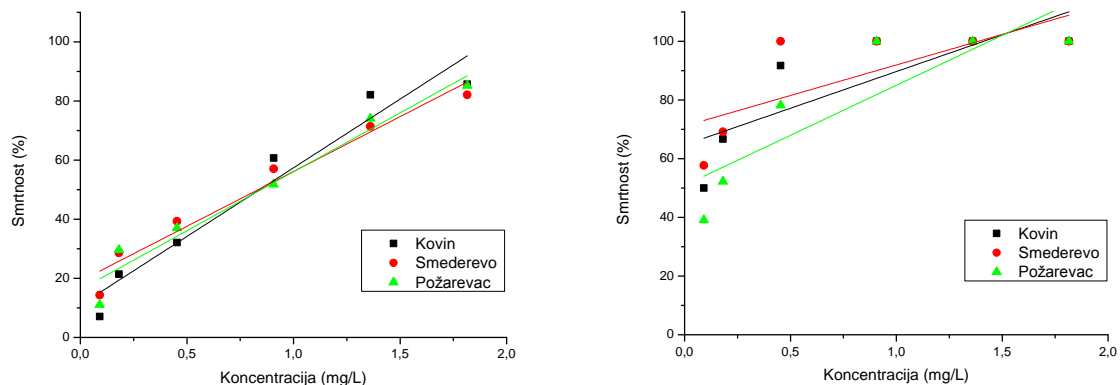 Smrtnost (%)
100
80
60
40
20
0
0,0
0,5
1,0
1,5
2,0
Koncentracija (mg/L)
Kovin
Smederevo
Požarevac
Smrtnost (%)
100
80
60
40
20
0
0,0
0,5
1,0
1,5
2,0
Koncentracija (mg/L)
Kovin
Smederevo
Požarevac